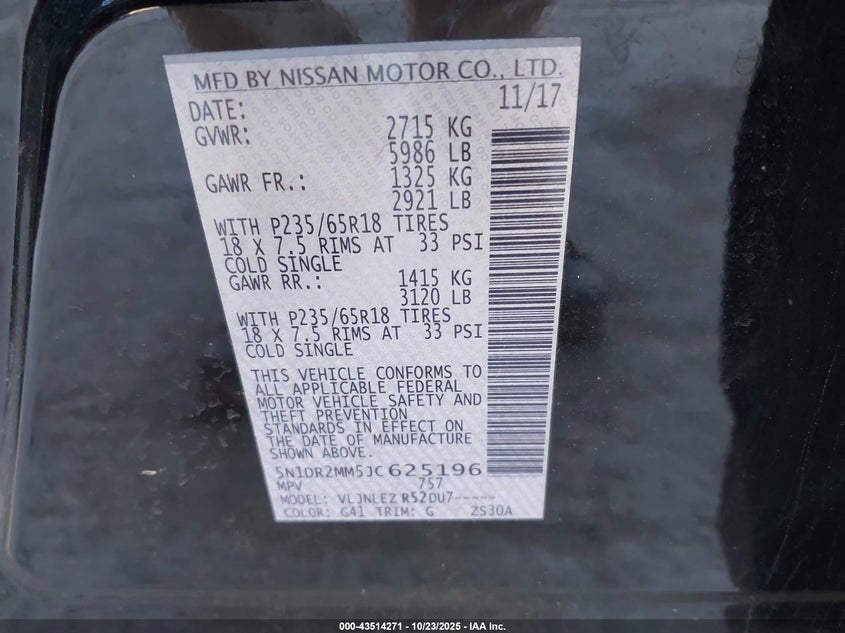 MFD BY NISSAN MOTOR CO., LTD.
DATE: 11/17
GVWR: 2715 KG
5986 LB
GAWR FR.: 1325 KG
2921 LB
WITH P235/65R18 TIRES
18 X 7.5 RIMS AT 33 PSI
COLD SINGLE
GAWR RR.: 1415 KG
3120 LB
WITH P235/65R18 TIRES
18 X 7.5 RIMS AT 33 PSI
COLD SINGLE
THIS VEHICLE CONFORMS TO
ALL APPLICABLE FEDERAL
MOTOR VEHICLE SAFETY AND
THEFT PREVENTION
STANDARDS IN EFFECT ON
THE DATE OF MANUFACTURE
SHOWN ABOVE.
5N1DR2MM5JC625196
MPV 757
MODEL: VLJNLEZ R52DU7-----
COLOR: G41 TRIM: G ZS30A
000-43514271 - 10/23/2025 - IAA Inc.